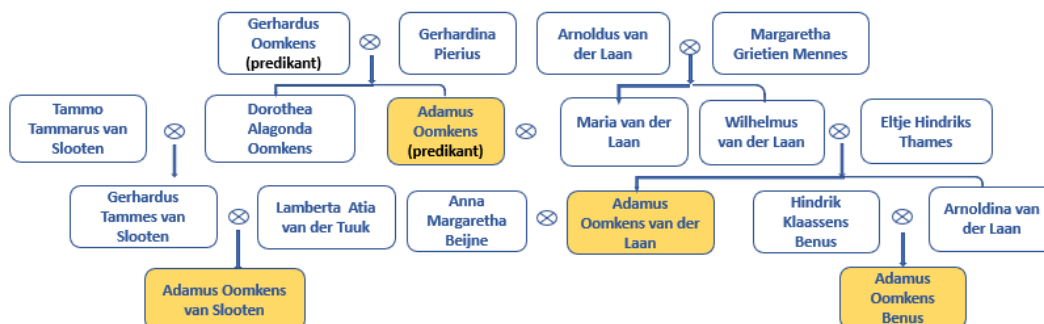 Gerhardus
Oomkens
(predikant)
Gerhardina
Pierius
Arnoldus van
der Laan
Margaretha
Grietien Mennes
Tammo
Tammarus van
Slooten
Dorothea
Alagonda
Oomkens
Adamus
Oomkens
(predikant)
Maria van der
Laan
Wilhelmus
van der Laan
Eltje Hindriks
Thames
Gerhardus
Tammes van
Slooten
Lamberta Atia
van der Tuuk
Anna
Margaretha
Beijne
Adamus
Oomkens van der
Laan
Hindrik
Klaassens
Benus
Arnoldina van
der Laan
Adamus Oomkens
van Slooten
Adamus
Oomkens
Benus